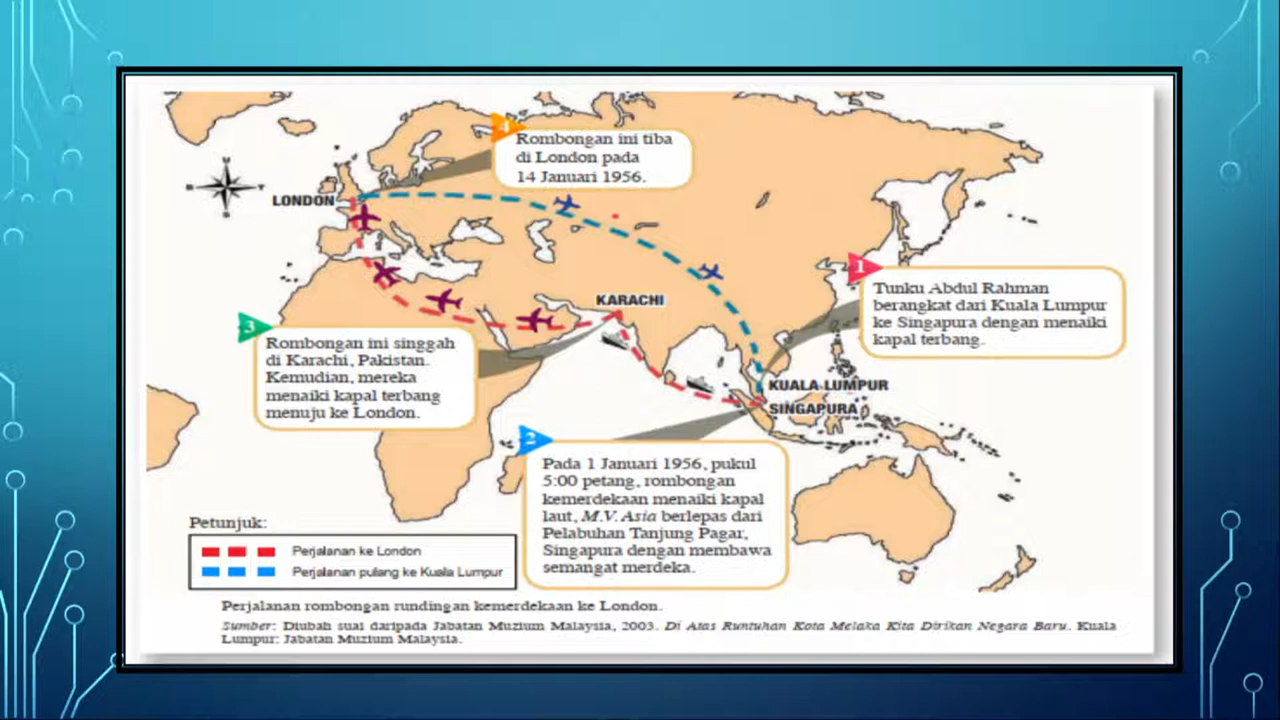 4
Rombongan ini tiba
di London pada
14 Januari 1956.
U
B
T
S
LONDON
1
Tunku Abdul Rahman
berangkat dari Kuala Lumpur
ke Singapura dengan menaiki
kapal terbang.
KARACHI
3
Rombongan ini singgah
di Karachi, Pakistan.
Kemudian, mereka
menaiki kapal terbang
menuju ke London.
KUALA LUMPUR
SINGAPURA
2
Pada 1 Januari 1956, pukul
5:00 petang, rombongan
kemerdekaan menaiki kapal
laut, M.V. Asia berlepas dari
Pelabuhan Tanjung Pagar,
Singapura dengan membawa
semangat merdeka.
Petunjuk:
Perjalanan ke London
Perjalanan pulang ke Kuala Lumpur
Perjalanan rombongan rundingan kemerdekaan ke London.
Sumber: Diubah suai daripada Jabatan Muzium Malaysia, 2003. Di Atas Runtuhan Kota Melaka Kita Dirikan Negara Baru. Kuala
Lumpur: Jabatan Muzium Malaysia.